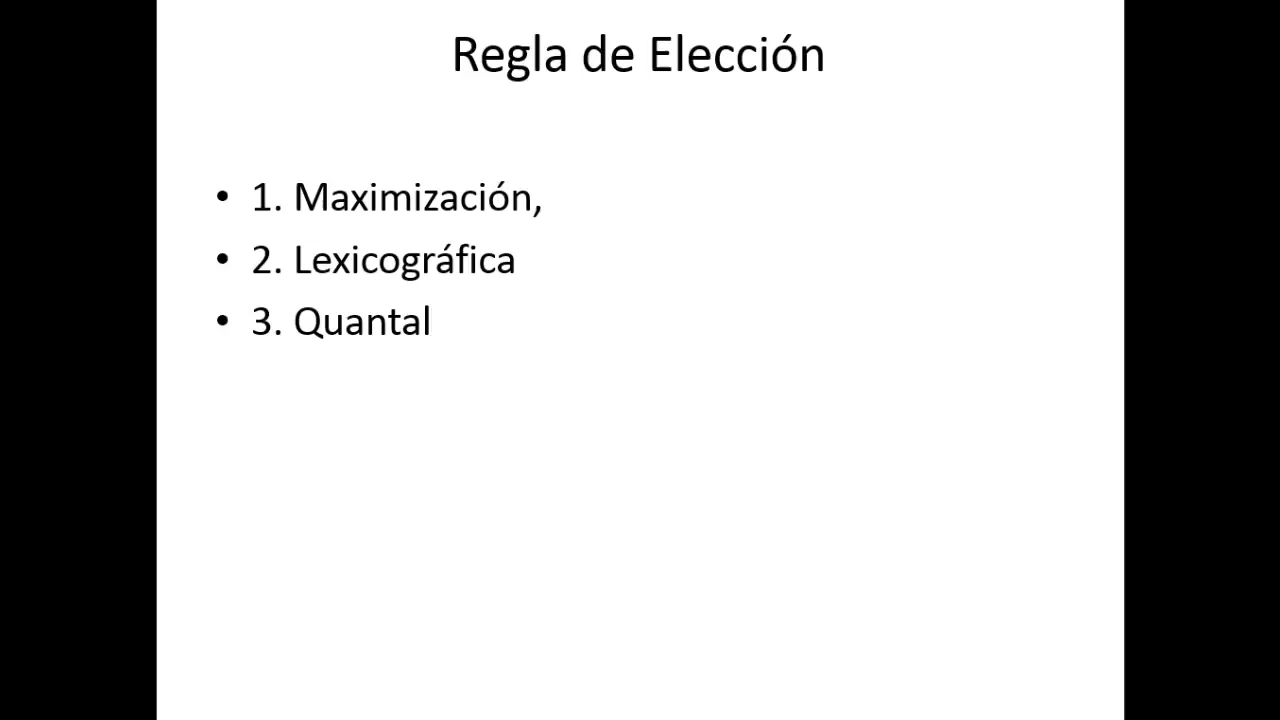 Regla de Elección
• 1. Maximización,
• 2. Lexicográfica
• 3. Quantal